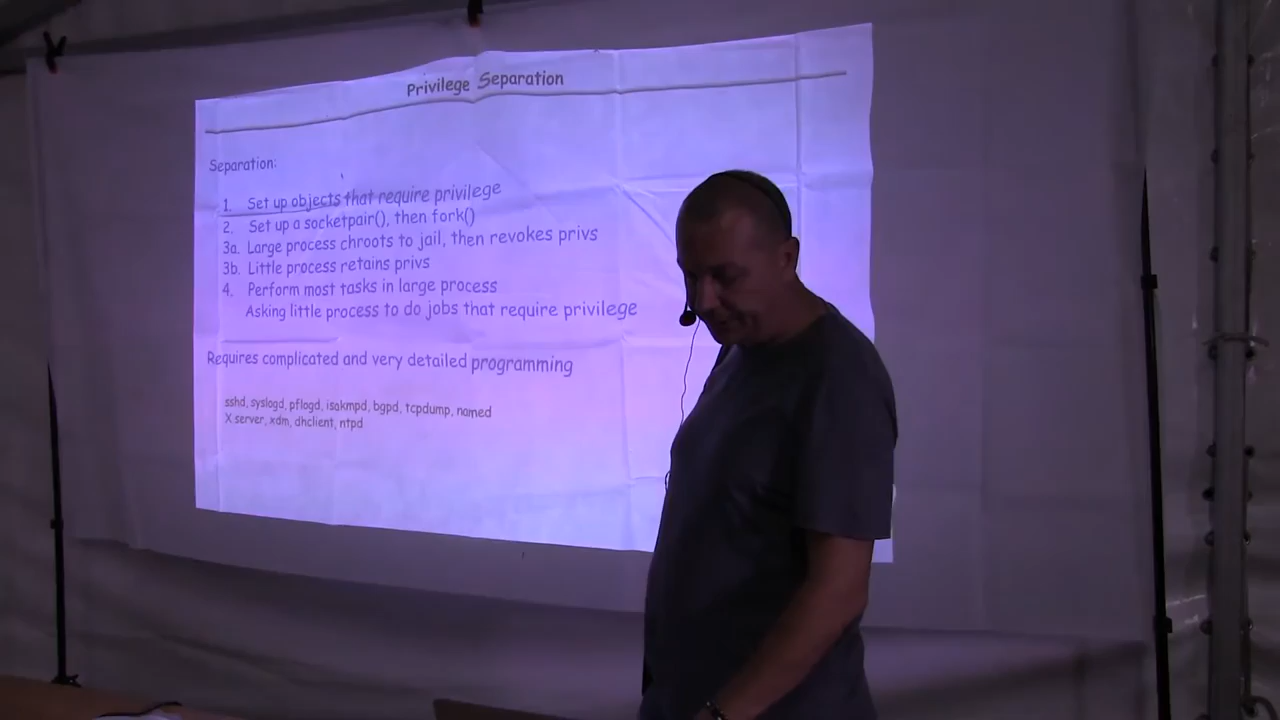 Privilege Separation
Separation:
1. Set up objects that require privilege
2. Set up a socketpair(), then fork()
3a. Large process chroots to jail, then revokes privs
3b. Little process retains privs
4. Perform most tasks in large process
Asking little process to do jobs that require privilege
Requires complicated and very detailed programming
sshd, syslogd, pflogd, isakmpd, bgpd, tcpdump, named
X server, xdm, dhclient, ntpd